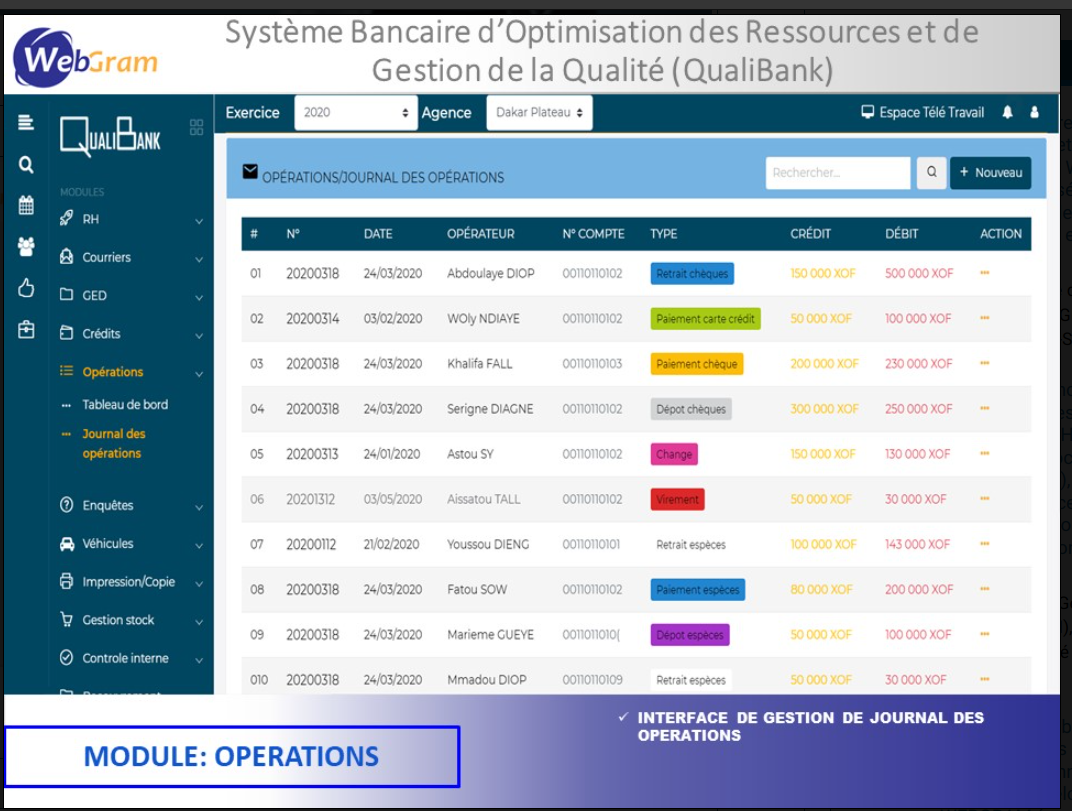 WebGram
Système Bancaire d'Optimisation des Ressources et de
Gestion de la Qualité (QualiBank)
QUALIBANK
Exercice 2020 Agence Dakar Plateau Espace Télé Travail
OPÉRATIONS/JOURNAL DES OPÉRATIONS Rechercher... + Nouveau
MODULES
RH
Courriers
GED
Crédits
Opérations
Tableau de bord
Journal des
opérations
Enquêtes
Véhicules
Impression/Copie
Gestion stock
Controle interne
# N° DATE OPÉRATEUR N° COMPTE TYPE CRÉDIT DÉBIT ACTION
01 20200318 24/03/2020 Abdoulaye DIOP 00110110102 Retrait chèques 150 000 XOF 500 000 XOF ...
02 20200314 03/02/2020 WOly NDIAYE 00110110102 Paiement carte crédit 50 000 XOF 100 000 XOF ...
03 20200318 24/03/2020 Khalifa FALL 00110110103 Paiement chèque 200 000 XOF 230 000 XOF ...
04 20200318 24/03/2020 Serigne DIAGNE 00110110102 Dépot chèques 300 000 XOF 250 000 XOF ...
05 20200313 24/01/2020 Astou SY 00110110102 Change 150 000 XOF 130 000 XOF ...
06 20201312 03/05/2020 Aissatou TALL 00110110102 Virement 50 000 XOF 30 000 XOF ...
07 20200112 21/02/2020 Youssou DIENG 00110110101 Retrait espèces 100 000 XOF 143 000 XOF ...
08 20200318 24/03/2020 Fatou SOW 00110110102 Paiement espèces 80 000 XOF 200 000 XOF ...
09 20200318 24/03/2020 Marieme GUEYE 0011011010( Dépot espèces 50 000 XOF 100 000 XOF ...
010 20200318 24/03/2020 Mmadou DIOP 00110110109 Retrait espèces 50 000 XOF 30 000 XOF ...
✓ INTERFACE DE GESTION DE JOURNAL DES
OPERATIONS
MODULE: OPERATIONS